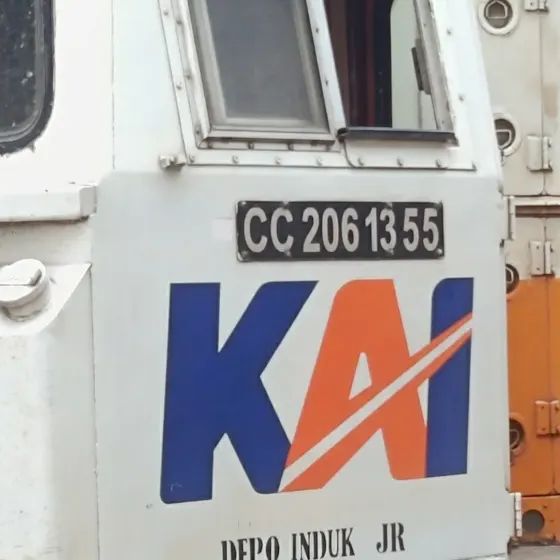 CC 206 13 55
KAI
DEPO INDUK JR